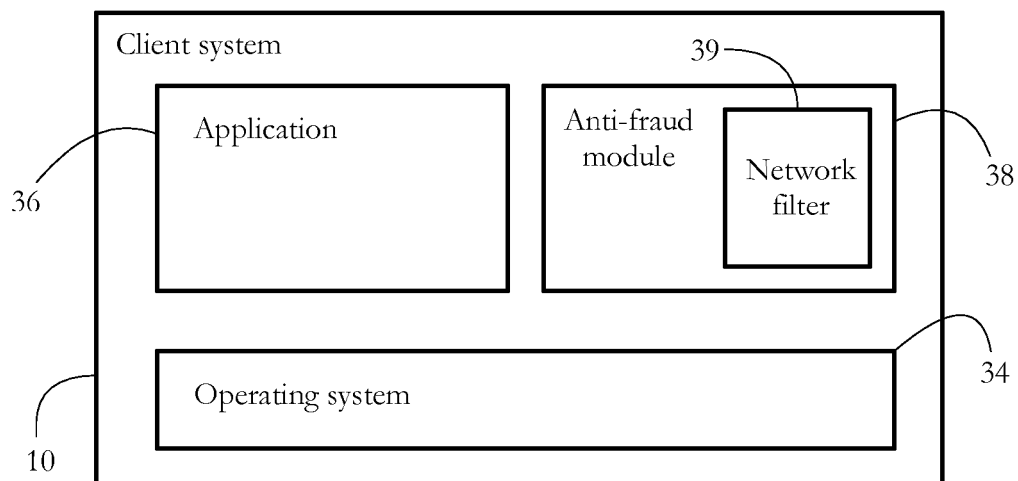 Client system
39
Application
Anti-fraud
module
Network
filter
36
38
Operating system
34
10